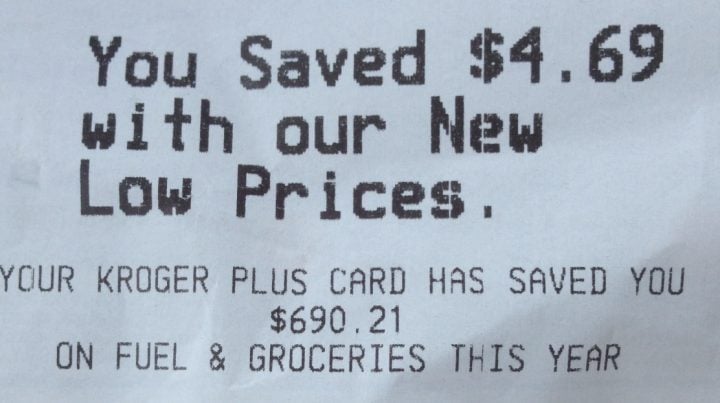 You Saved $4.69
with our New
Low Prices.
YOUR KROGER PLUS CARD HAS SAVED YOU
$690.21
ON FUEL & GROCERIES THIS YEAR